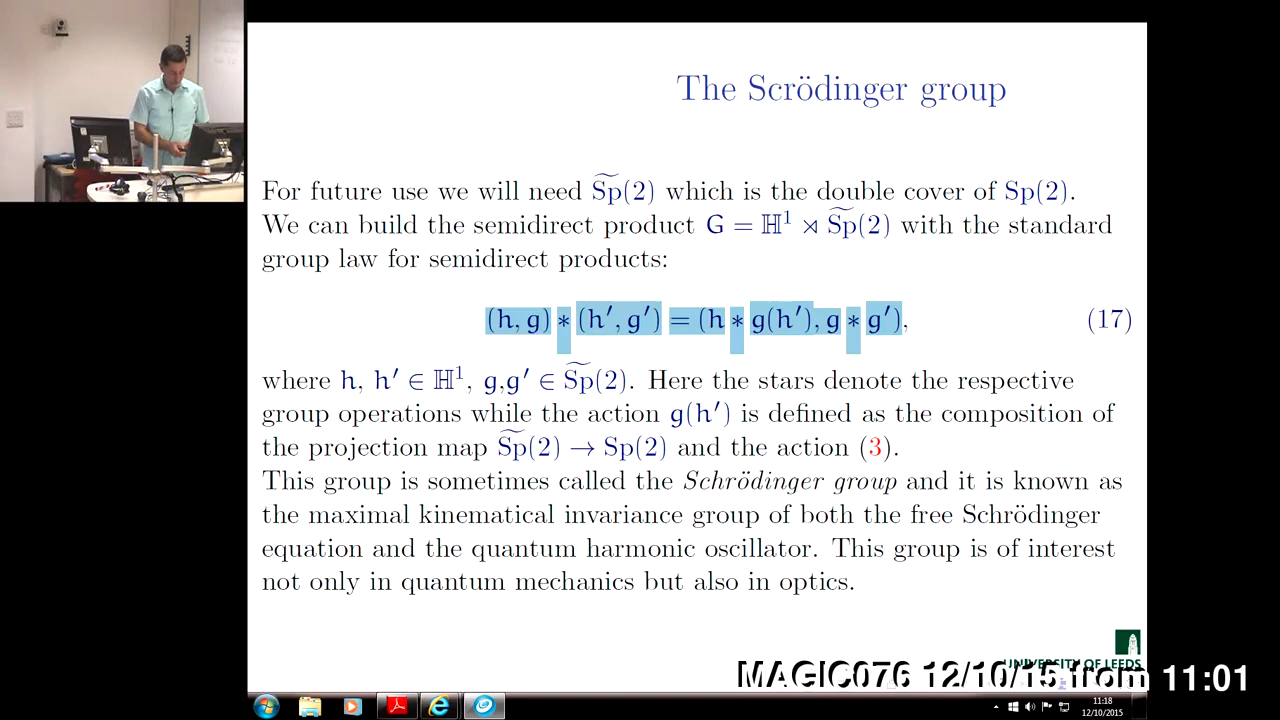 The Scrödinger group
For future use we will need S͠p(2) which is the double cover of Sp(2).
We can build the semidirect product G = ℍ¹ ⋊ S͠p(2) with the standard
group law for semidirect products:
(h, g) * (h′, g′) = (h * g(h′), g * g′), (17)
where h, h′ ∈ ℍ¹, g,g′ ∈ S͠p(2). Here the stars denote the respective
group operations while the action g(h′) is defined as the composition of
the projection map S͠p(2) → Sp(2) and the action (3).
This group is sometimes called the Schrödinger group and it is known as
the maximal kinematical invariance group of both the free Schrödinger
equation and the quantum harmonic oscillator. This group is of interest
not only in quantum mechanics but also in optics.
UNIVERSITY OF LEEDS
MAGIC076 12/10/15 from 11:01
11:18
12/10/2015